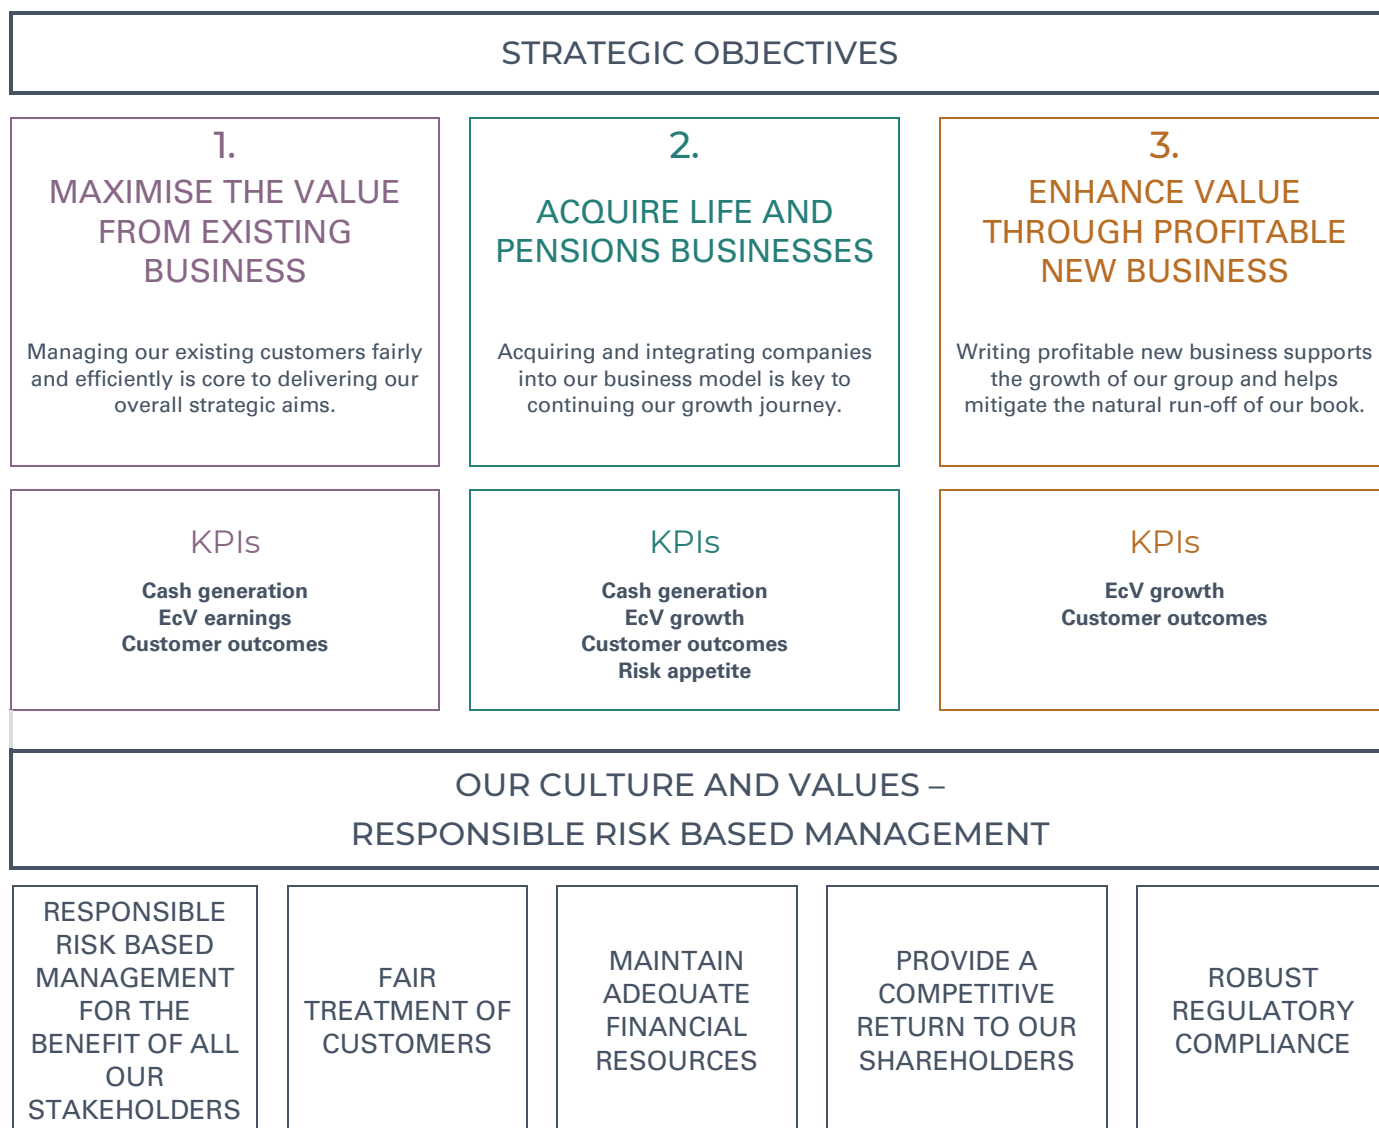 STRATEGIC OBJECTIVES
1.
MAXIMISE THE VALUE
FROM EXISTING
BUSINESS
Managing our existing customers fairly
and efficiently is core to delivering our
overall strategic aims.
2.
ACQUIRE LIFE AND
PENSIONS BUSINESSES
Acquiring and integrating companies
into our business model is key to
continuing our growth journey.
3.
ENHANCE VALUE
THROUGH PROFITABLE
NEW BUSINESS
Writing profitable new business supports
the growth of our group and helps
mitigate the natural run-off of our book.
KPIs
Cash generation
EcV earnings
Customer outcomes
KPIs
Cash generation
EcV growth
Customer outcomes
Risk appetite
KPIs
EcV growth
Customer outcomes
OUR CULTURE AND VALUES –
RESPONSIBLE RISK BASED MANAGEMENT
RESPONSIBLE
RISK BASED
MANAGEMENT
FOR THE
BENEFIT OF ALL
OUR
STAKEHOLDERS
FAIR
TREATMENT OF
CUSTOMERS
MAINTAIN
ADEQUATE
FINANCIAL
RESOURCES
PROVIDE A
COMPETITIVE
RETURN TO OUR
SHAREHOLDERS
ROBUST
REGULATORY
COMPLIANCE